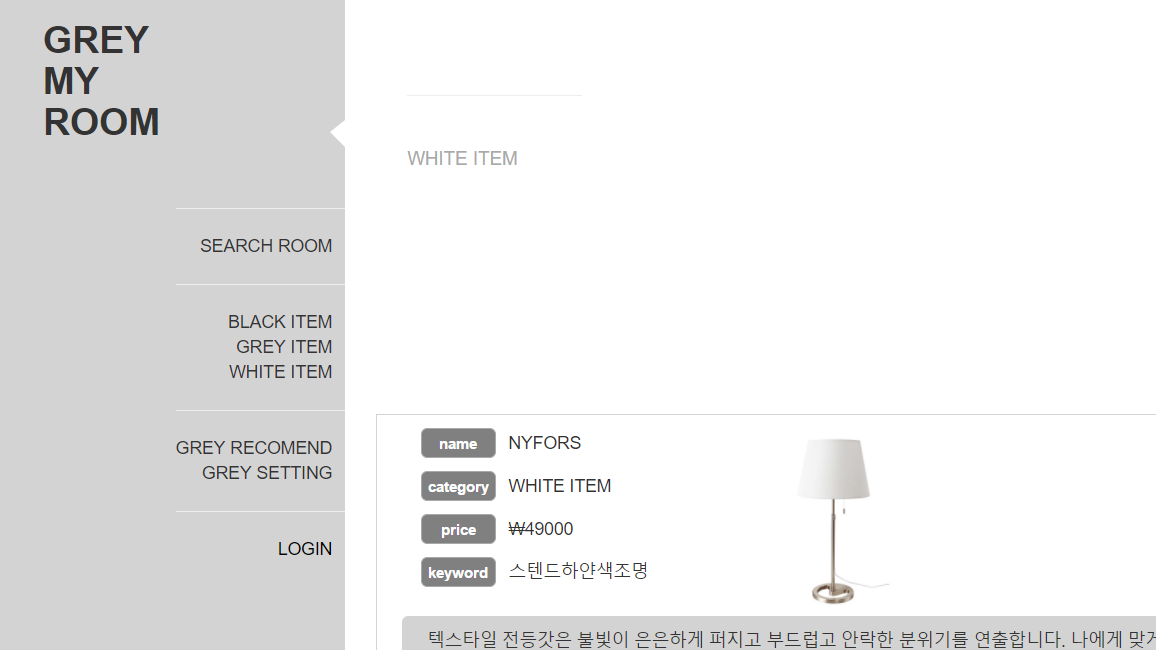 GREY
MY
ROOM
SEARCH ROOM
BLACK ITEM
GREY ITEM
WHITE ITEM
GREY RECOMEND
GREY SETTING
LOGIN
WHITE ITEM
name NYFORS
category WHITE ITEM
price ₩49000
keyword 스텐드하얀색조명
텍스타일 전등갓은 불빛이 은은하게 퍼지고 부드럽고 안락한 분위기를 연출합니다. 나에게 맞게